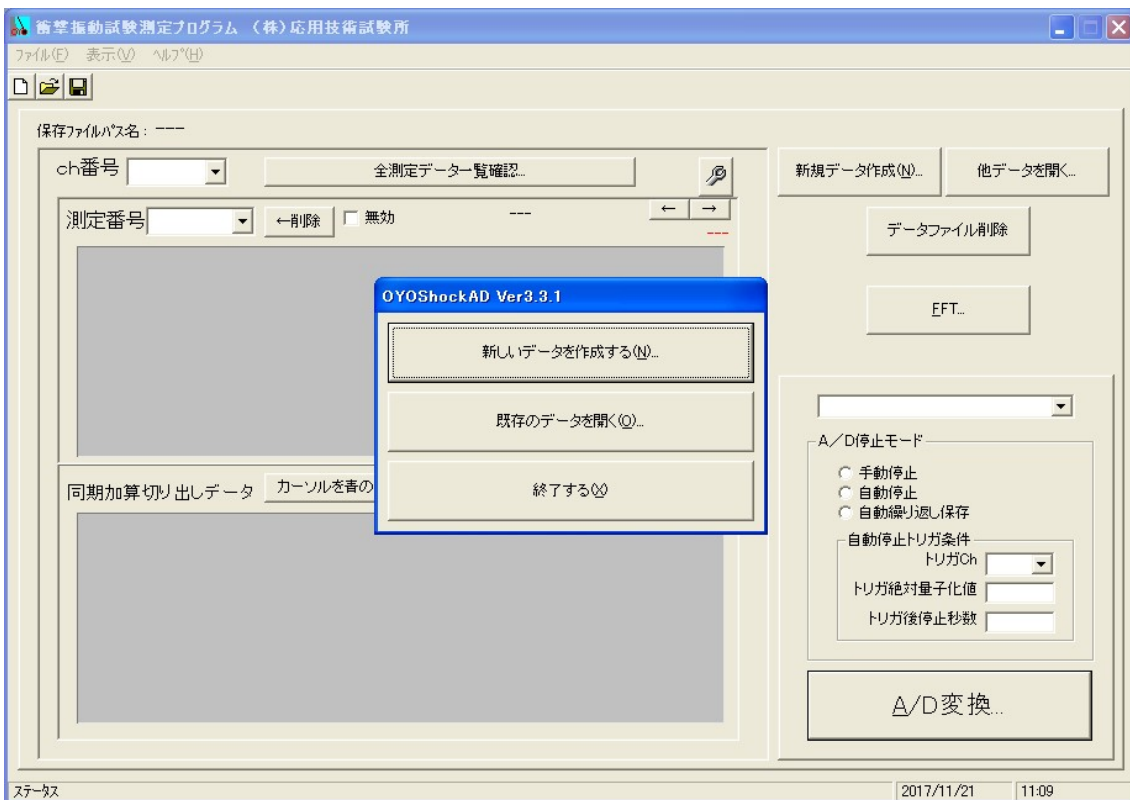 衝撃振動試験測定プログラム (株)応用技術試験所
ファイル(F) 表示(V) ヘルプ(H)
保存ファイルパス名: ---
ch番号
全測定データ一覧確認...
新規データ作成(N)...
他データを開く...
測定番号
←削除
無効
---
← →
---
データファイル削除
FFT...
OYOShockAD Ver3.3.1
新しいデータを作成する(N)...
既存のデータを開く(O)...
終了する(X)
同期加算切り出しデータ
カーソルを書の
A/D停止モード
手動停止
自動停止
自動繰り返し保存
自動停止トリガ条件
トリガCh
トリガ絶対量子化値
トリガ後停止秒数
A/D変換...
ステータス
2017/11/21
11:09